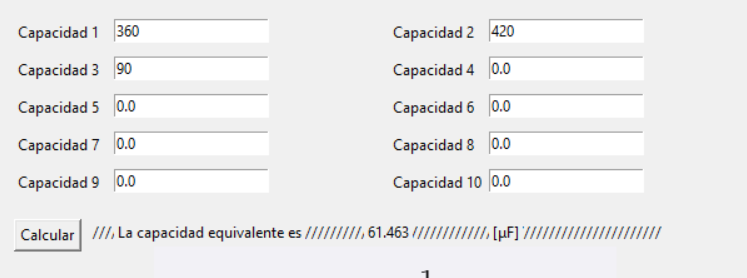 Capacidad 1 360 Capacidad 2 420
Capacidad 3 90 Capacidad 4 0.0
Capacidad 5 0.0 Capacidad 6 0.0
Capacidad 7 0.0 Capacidad 8 0.0
Capacidad 9 0.0 Capacidad 10 0.0
Calcular ///, La capacidad equivalente es /////////, 61.463 ////////////, [µF] '//////////////////////